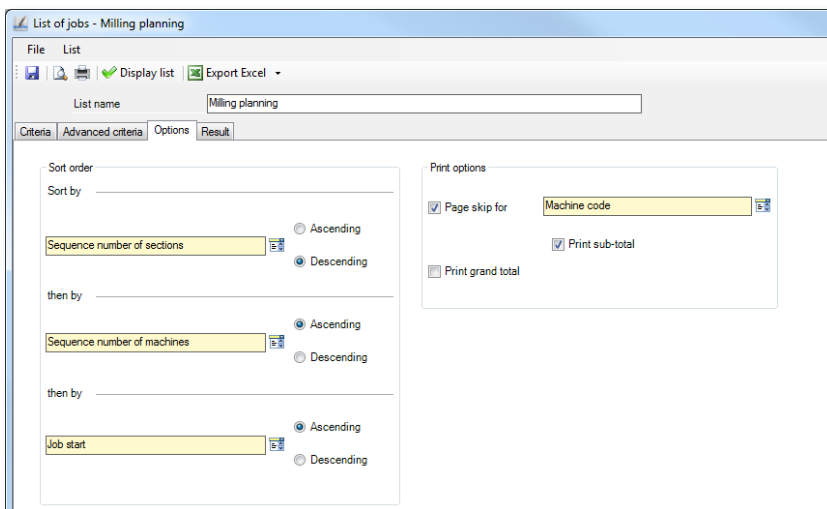 List of jobs - Milling planning
File List
Display list Export Excel
List name Milling planning
Criteria Advanced criteria Options Result
Sort order
Sort by
Sequence number of sections
Ascending
Descending
then by
Sequence number of machines
Ascending
Descending
then by
Job start
Ascending
Descending
Print options
Page skip for Machine code
Print sub-total
Print grand total